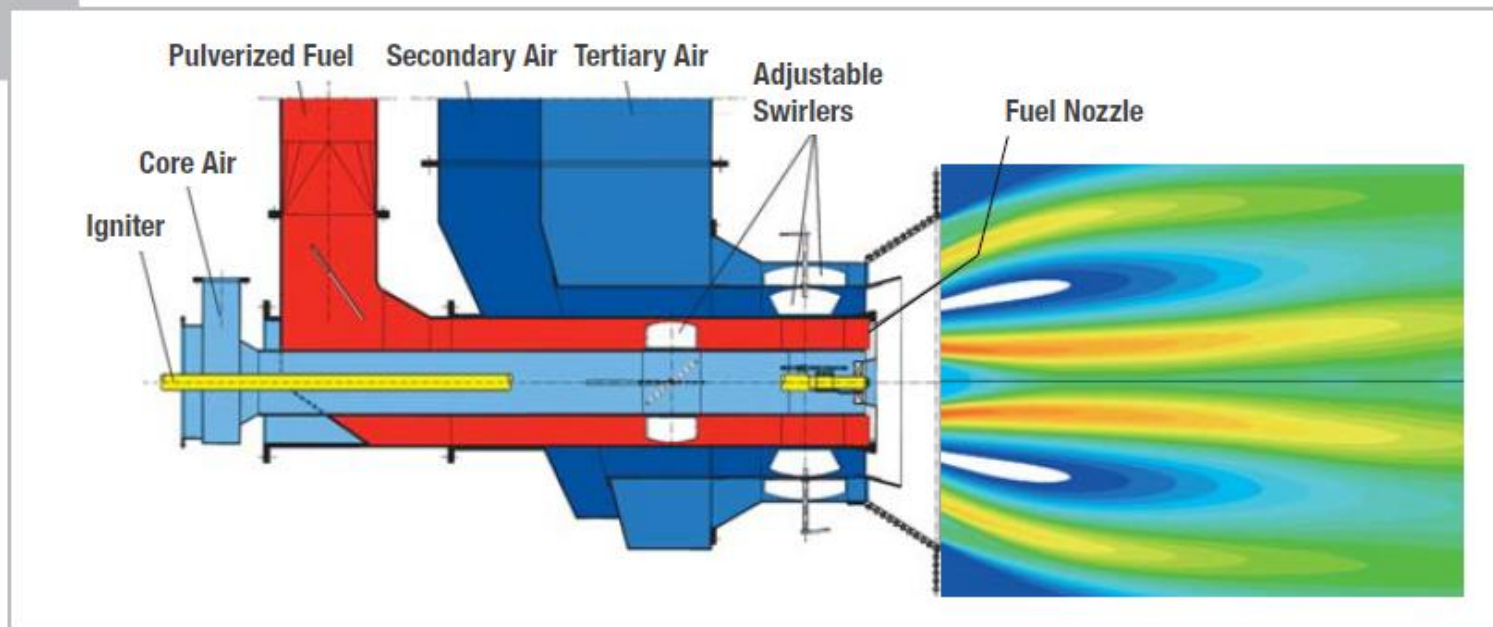 Pulverized Fuel
Secondary Air
Tertiary Air
Adjustable
Swirlers
Fuel Nozzle
Core Air
Igniter